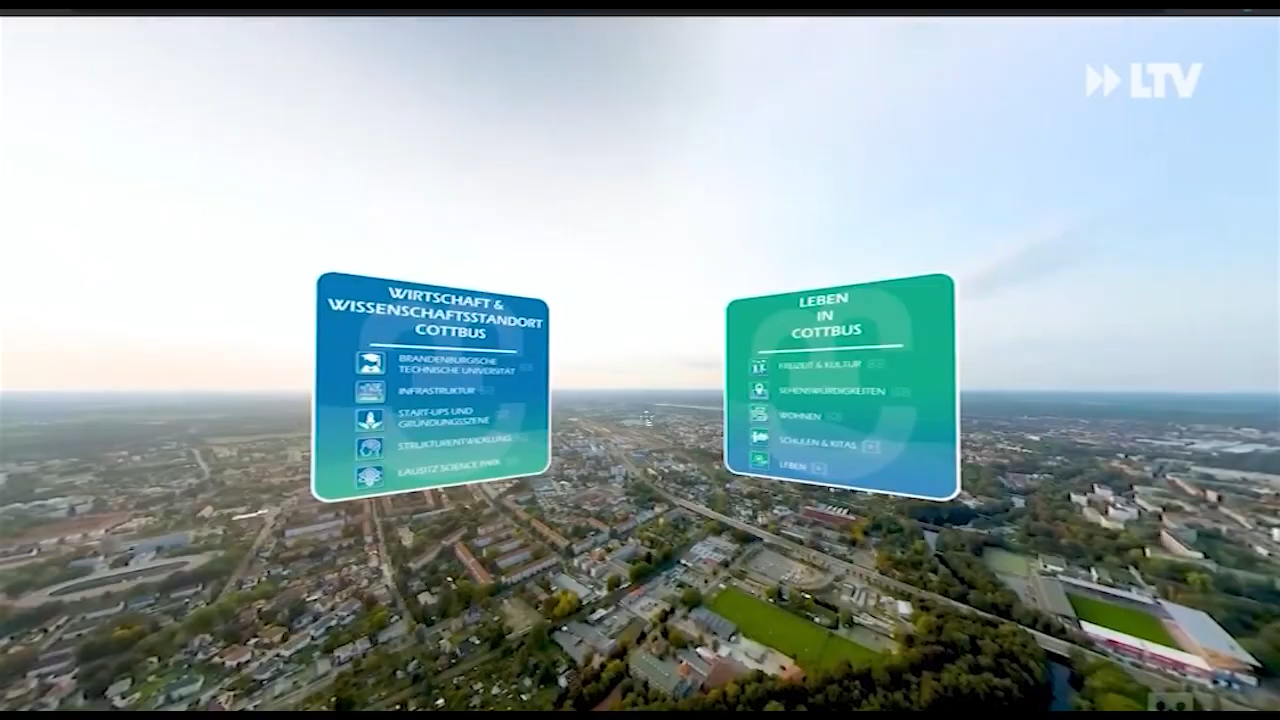 LTV
WIRTSCHAFT &
WISSENSCHAFTSSTANDORT
COTTBUS
BRANDENBURGISCHE
TECHNISCHE UNIVERSITÄT
INFRASTRUKTUR
START-UPS UND
GRÜNDUNGSSZENE
STRUKTURENTWICKLUNG
LAUSITZ SCIENCE PARK
LEBEN
IN
COTTBUS
FREIZEIT & KULTUR
SEHENSWÜRDIGKEITEN
WOHNEN
SCHULEN & KITAS
LEBEN